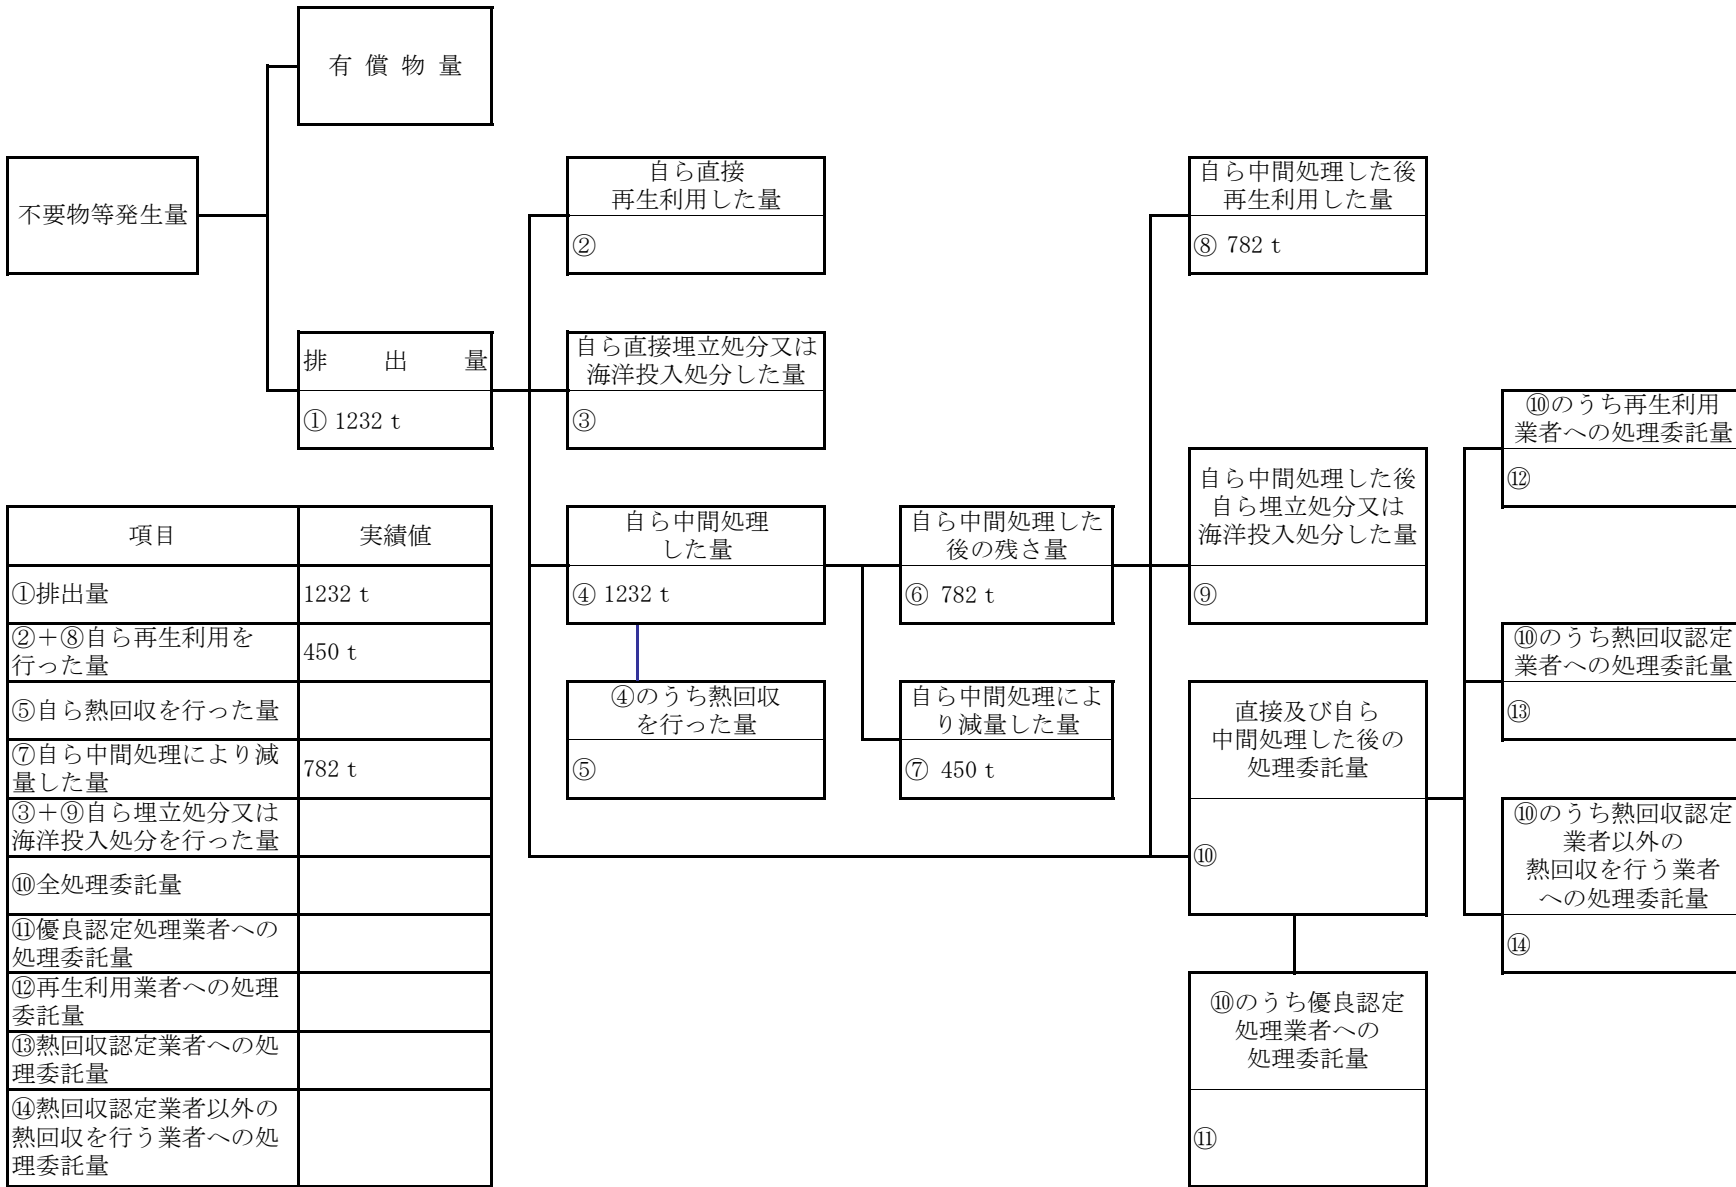 有償物量
不要物等発生量
排出量
① 1232 t
自ら直接
再生利用した量
②
自ら直接埋立処分又は
海洋投入処分した量
③
自ら中間処理
した量
④ 1232 t
④のうち熱回収
を行った量
⑤
自ら中間処理した
後の残さ量
⑥ 782 t
自ら中間処理によ
り減量した量
⑦ 450 t
自ら中間処理した後
再生利用した量
⑧ 782 t
自ら中間処理した後
自ら埋立処分又は
海洋投入処分した量
⑨
直接及び自ら
中間処理した後の
処理委託量
⑩
⑩のうち優良認定
処理業者への
処理委託量
⑪
⑩のうち再生利用
業者への処理委託量
⑫
⑩のうち熱回収認定
業者への処理委託量
⑬
⑩のうち熱回収認定
業者以外の
熱回収を行う業者
への処理委託量
⑭
項目 実績値
①排出量 1232 t
②+⑧自ら再生利用を
行った量 450 t
⑤自ら熱回収を行った量
⑦自ら中間処理により減
量した量 782 t
③+⑨自ら埋立処分又は
海洋投入処分を行った量
⑩全処理委託量
⑪優良認定処理業者への
処理委託量
⑫再生利用業者への処理
委託量
⑬熱回収認定業者への処
理委託量
⑭熱回収認定業者以外の
熱回収を行う業者への処
理委託量